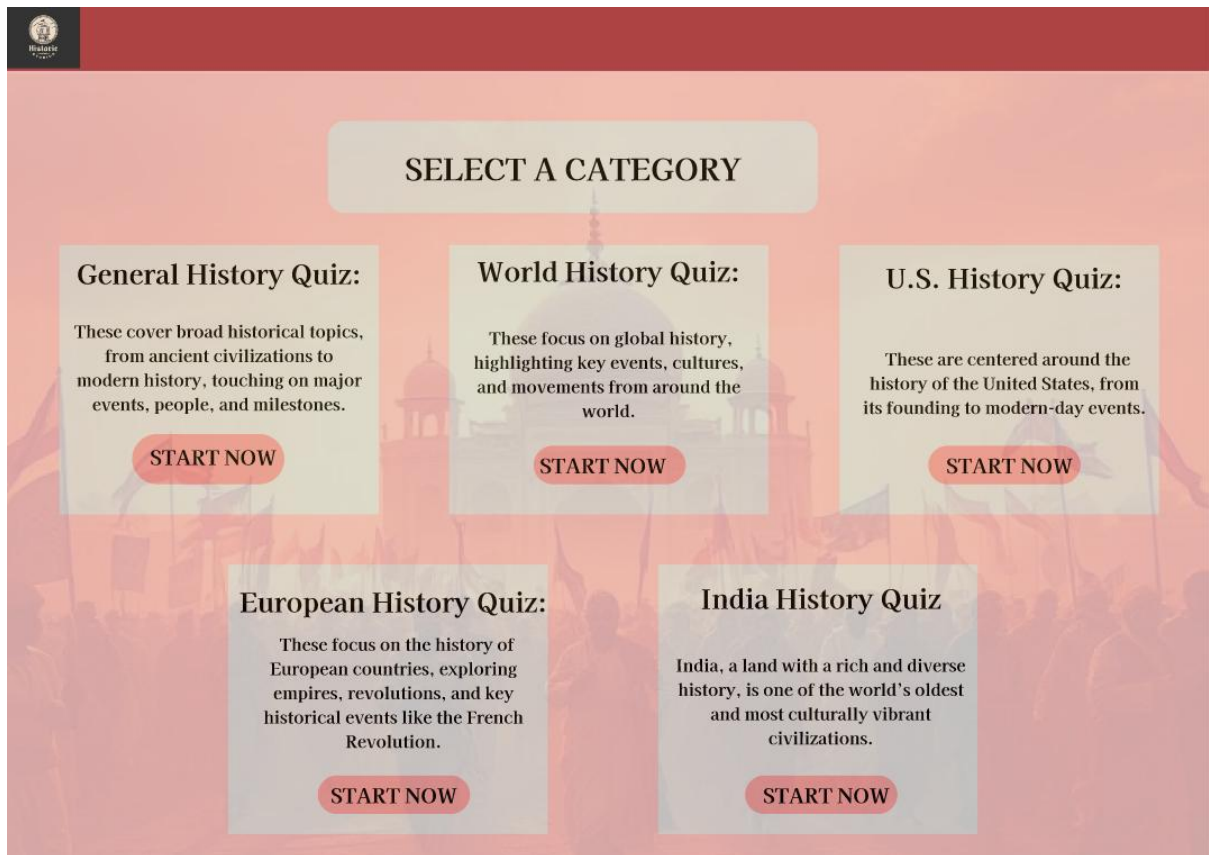 Historic
SELECT A CATEGORY
General History Quiz:
These cover broad historical topics,
from ancient civilizations to
modern history, touching on major
events, people, and milestones.
START NOW
World History Quiz:
These focus on global history,
highlighting key events, cultures,
and movements from around the
world.
START NOW
U.S. History Quiz:
These are centered around the
history of the United States, from
its founding to modern-day events.
START NOW
European History Quiz:
These focus on the history of
European countries, exploring
empires, revolutions, and key
historical events like the French
Revolution.
START NOW
India History Quiz
India, a land with a rich and diverse
history, is one of the world’s oldest
and most culturally vibrant
civilizations.
START NOW